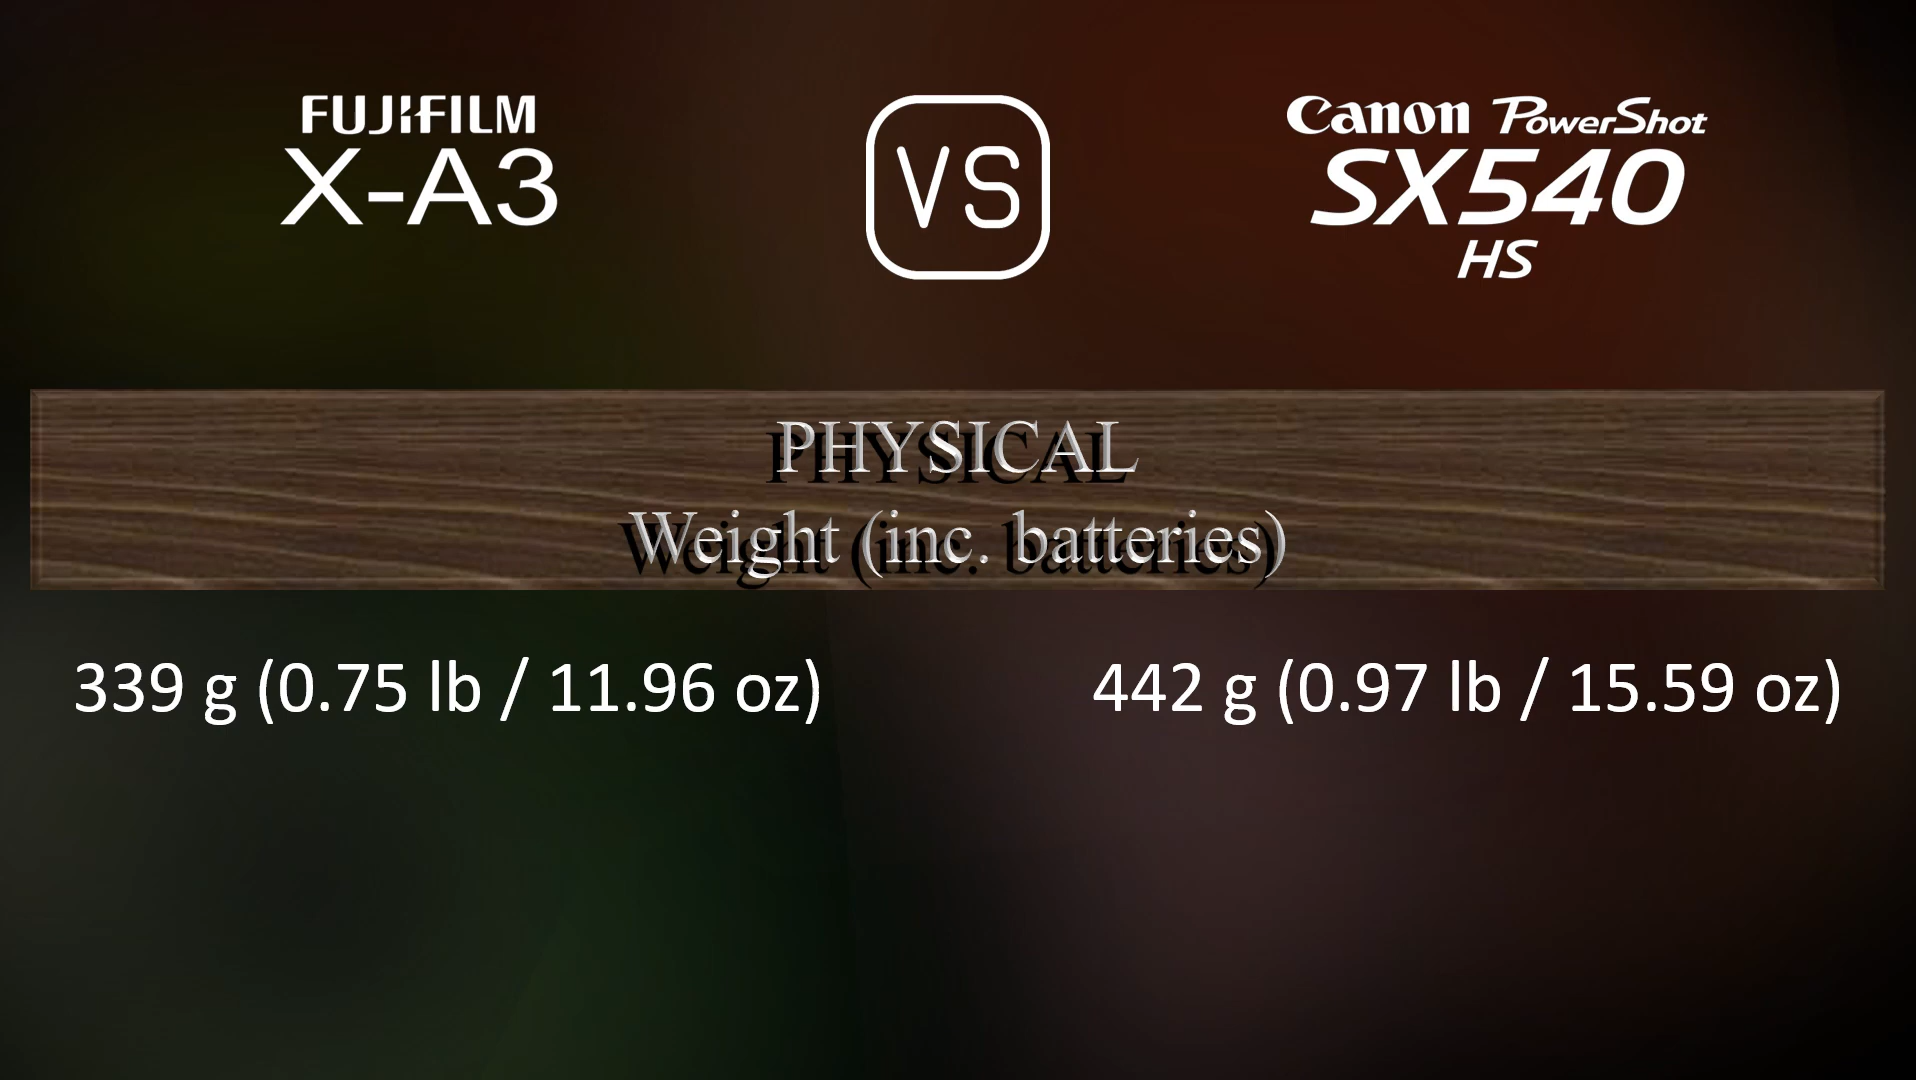 FUJIFILM
X-A3
VS
Canon PowerShot
SX540
HS
PHYSICAL
Weight (inc. batteries)
339 g (0.75 lb / 11.96 oz)
442 g (0.97 lb / 15.59 oz)